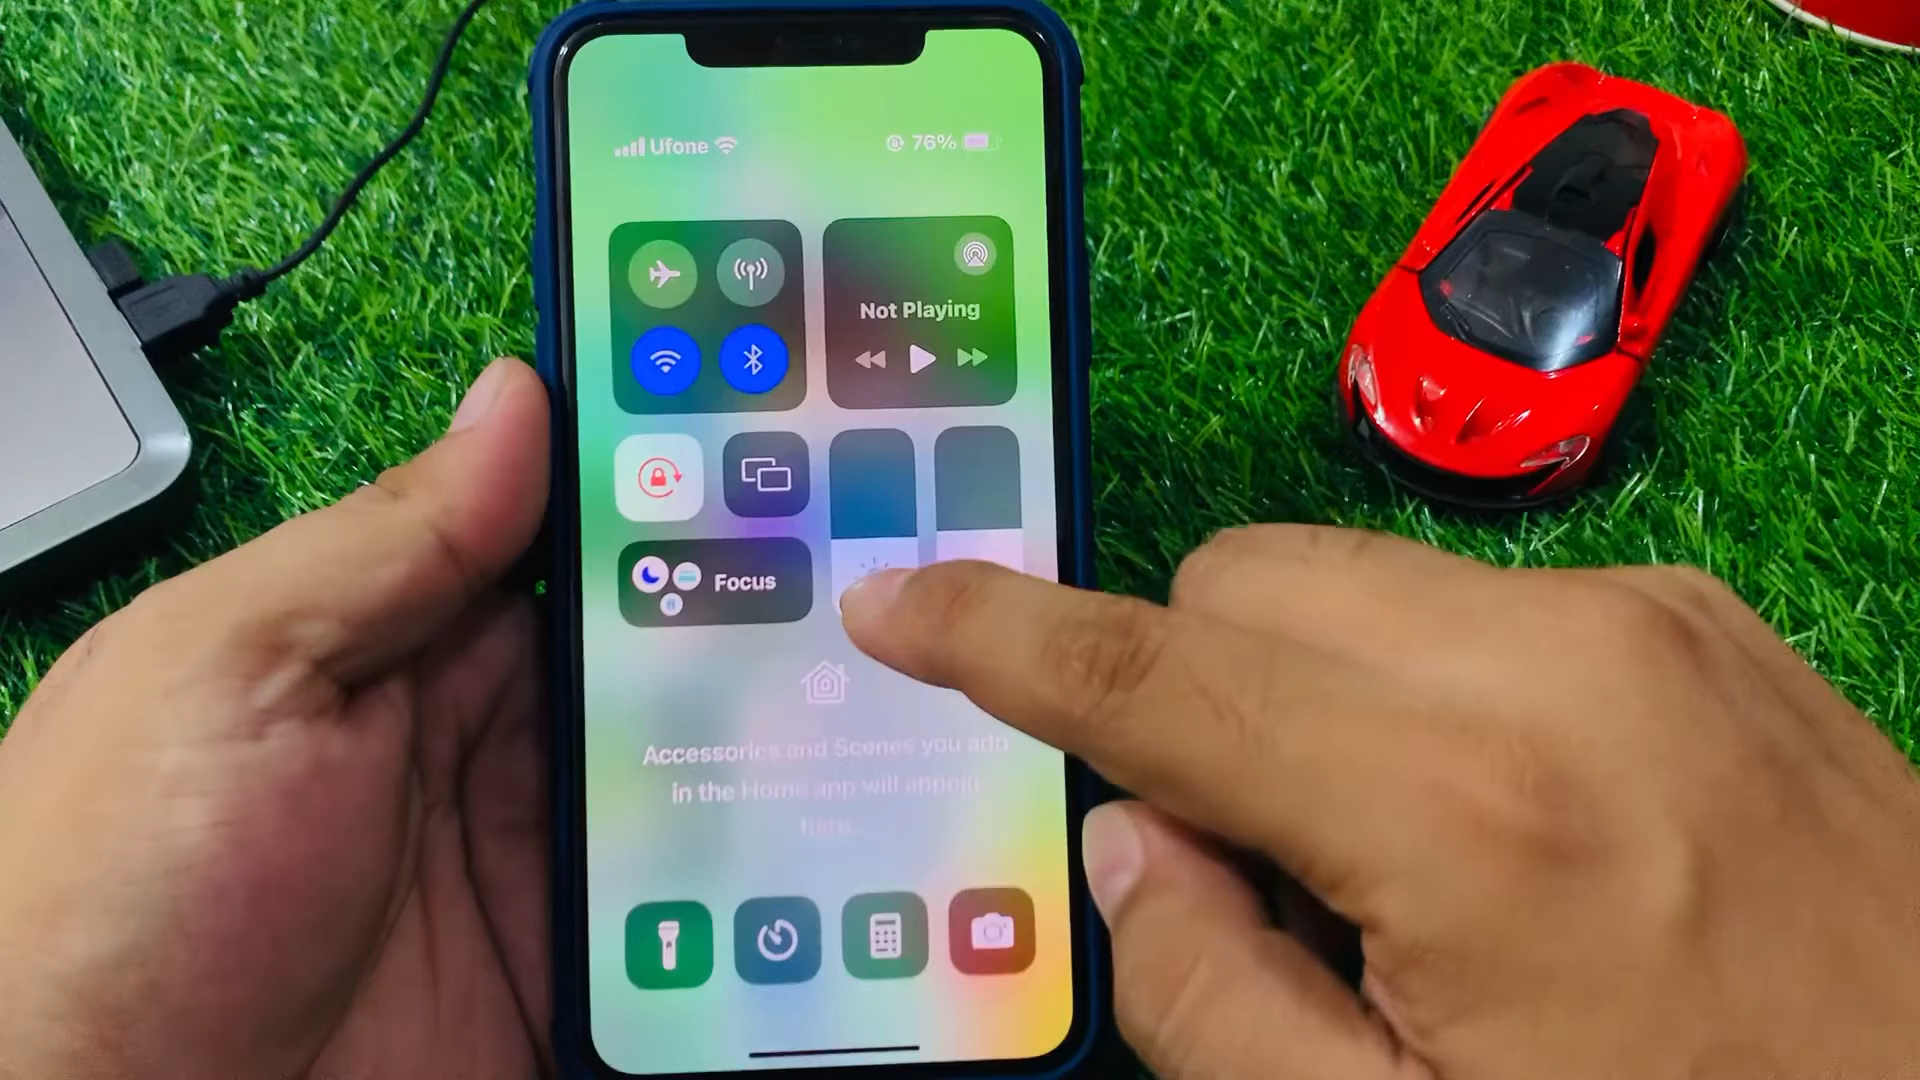 Ufone 76%
Not Playing
Focus
Accessories and Scenes you add
in the Home app will appear
here.